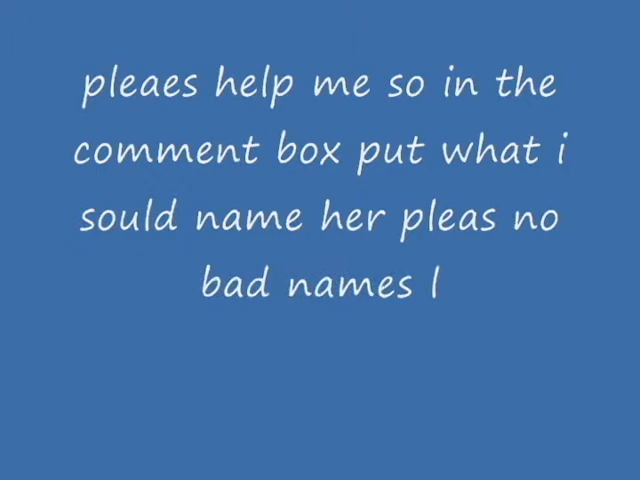 pleaes help me so in the
comment box put what i
sould name her pleas no
bad names l